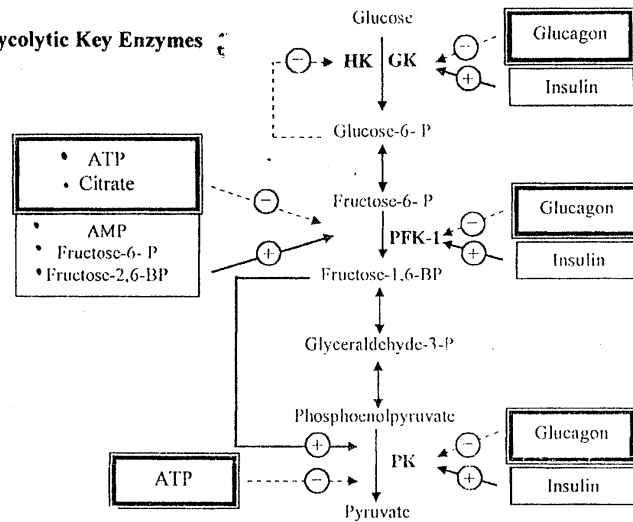 ycolytic Key Enzymes
Glucose
HK GK
Glucagon
Insulin
Glucose-6- P
• ATP
• Citrate
• AMP
• Fructose-6- P
• Fructose-2,6-BP
Fructose-6- P
PFK-1
Glucagon
Insulin
Fructose-1,6-BP
Glyceraldehyde-3-P
Phosphoenolpyruvate
PK
Glucagon
Insulin
ATP
Pyruvate